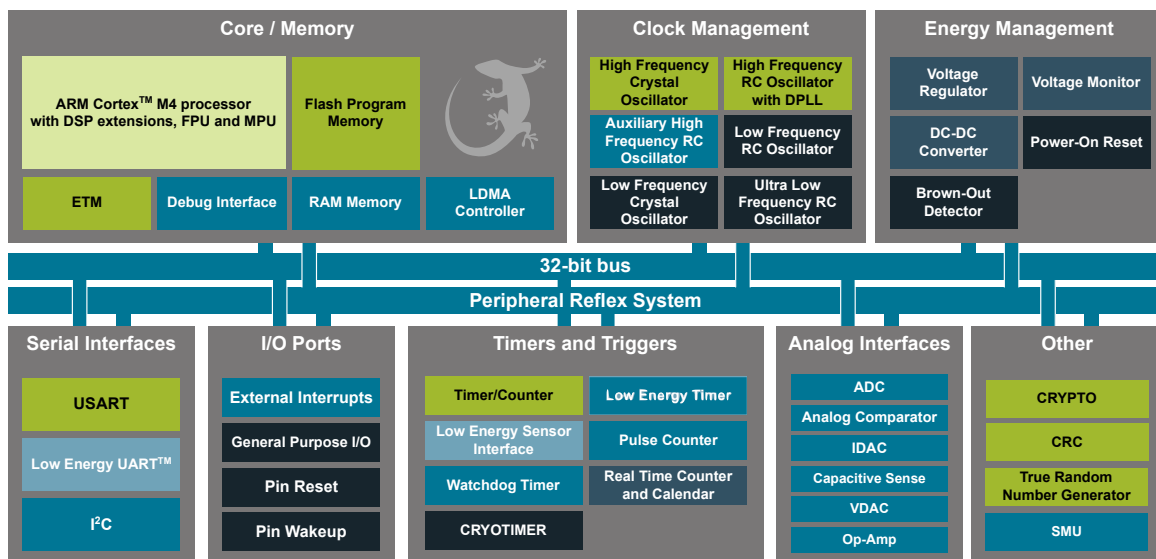 Core / Memory
ARM Cortex™ M4 processor
with DSP extensions, FPU and MPU
Flash Program
Memory
ETM
Debug Interface
RAM Memory
LDMA
Controller
Clock Management
High Frequency
Crystal
Oscillator
High Frequency
RC Oscillator
with DPLL
Auxiliary High
Frequency RC
Oscillator
Low Frequency
RC Oscillator
Low Frequency
Crystal
Oscillator
Ultra Low
Frequency RC
Oscillator
Energy Management
Voltage
Regulator
Voltage Monitor
DC-DC
Converter
Power-On Reset
Brown-Out
Detector
32-bit bus
Peripheral Reflex System
Serial Interfaces
USART
Low Energy UART™
I²C
I/O Ports
External Interrupts
General Purpose I/O
Pin Reset
Pin Wakeup
Timers and Triggers
Timer/Counter
Low Energy Timer
Low Energy Sensor
Interface
Pulse Counter
Watchdog Timer
Real Time Counter
and Calendar
CRYOTIMER
Analog Interfaces
ADC
Analog Comparator
IDAC
Capacitive Sense
VDAC
Op-Amp
Other
CRYPTO
CRC
True Random
Number Generator
SMU